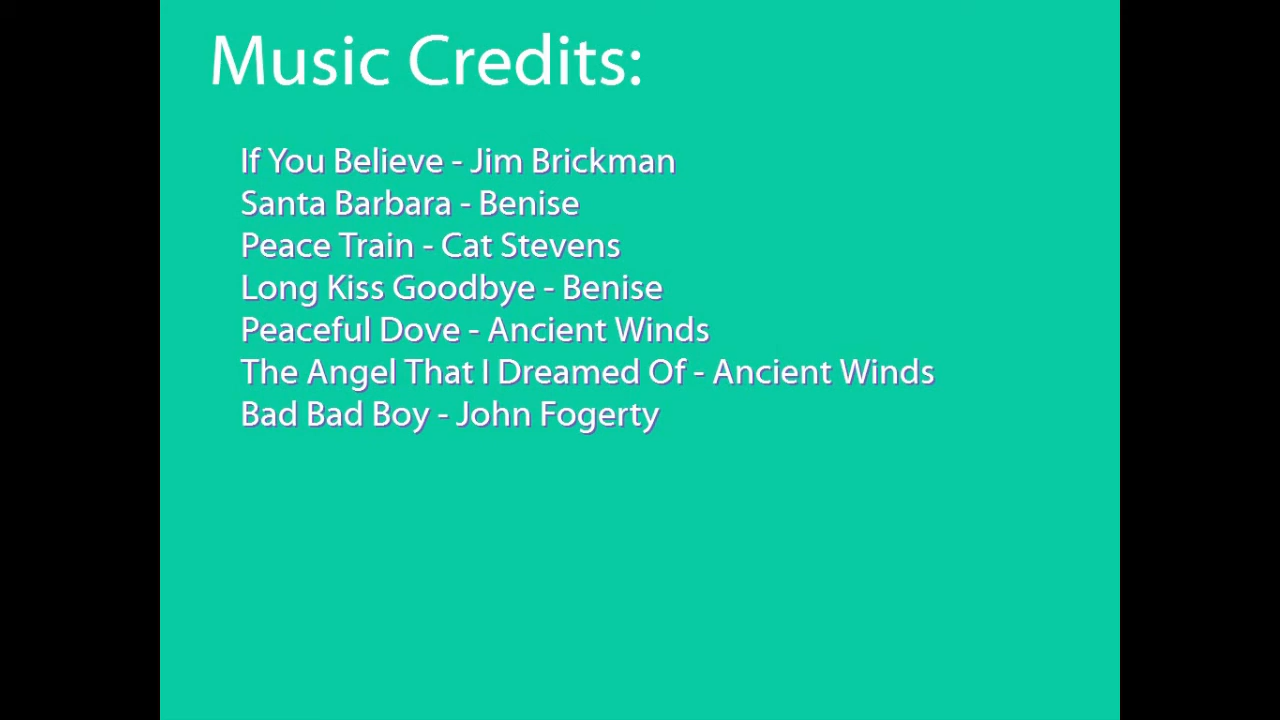 Music Credits:
If You Believe - Jim Brickman
Santa Barbara - Benise
Peace Train - Cat Stevens
Long Kiss Goodbye - Benise
Peaceful Dove - Ancient Winds
The Angel That I Dreamed Of - Ancient Winds
Bad Bad Boy - John Fogerty